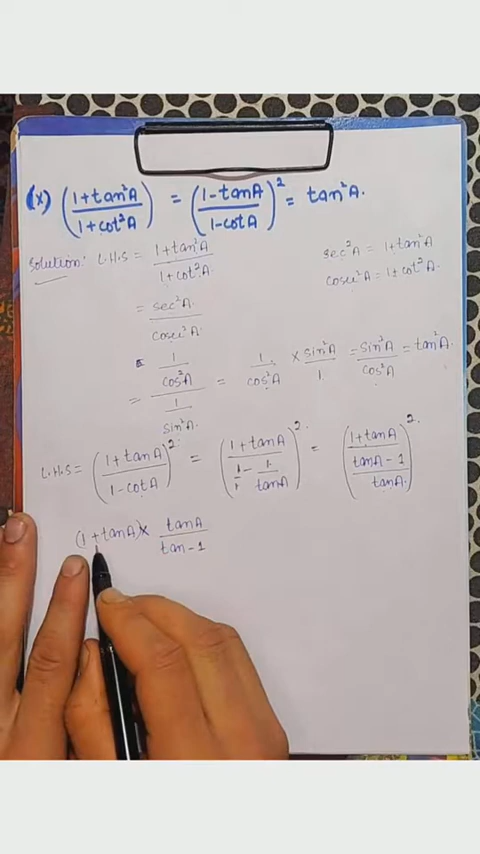 (x) ((1+tan²A)/(1+cot²A)) = ((1-tanA)/(1-cotA))² = tan²A.
Solution: L.H.S = (1+tan²A)/(1+cot²A)
sec²A = 1+tan²A
cosec²A = 1+cot²A.
= sec²A/cosec²A.
= (1/cos²A)/(1/sin²A) = 1/cos²A × sin²A/1 = sin²A/cos²A = tan²A.
L.H.S = ((1+tanA)/(1-cotA))² = ((1+tanA)/(1/1 - 1/tanA))² = ((1+tanA)/((tanA-1)/tanA))²
(1+tanA) × tanA/(tan-1)